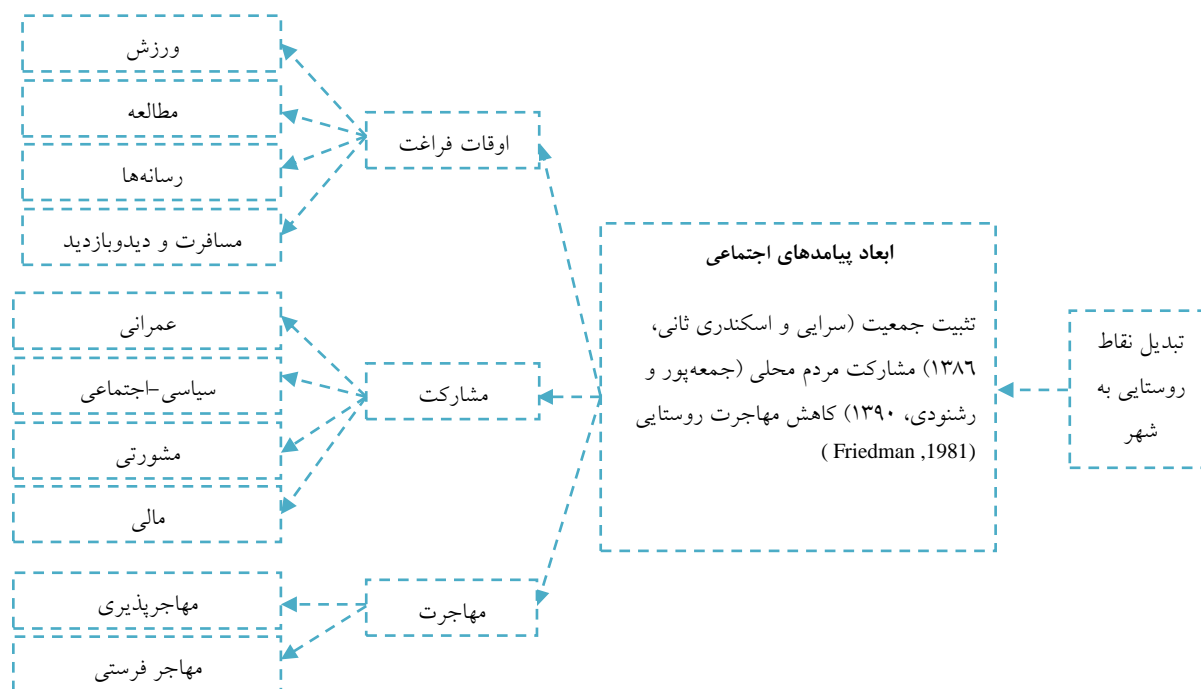 تبدیل نقاط
روستایی به
شهر
ابعاد پیامدهای اجتماعی
تثبیت جمعیت (سرایی و اسکندری ثانی،
۱۳۸۶) مشارکت مردم محلی (جمعه‌پور و
رشنودی، ۱۳۹۰) کاهش مهاجرت روستایی
( Friedman ,1981)
اوقات فراغت
ورزش
مطالعه
رسانه‌ها
مسافرت و دیدوبازدید
مشارکت
عمرانی
سیاسی-اجتماعی
مشورتی
مالی
مهاجرت
مهاجرپذیری
مهاجر فرستی